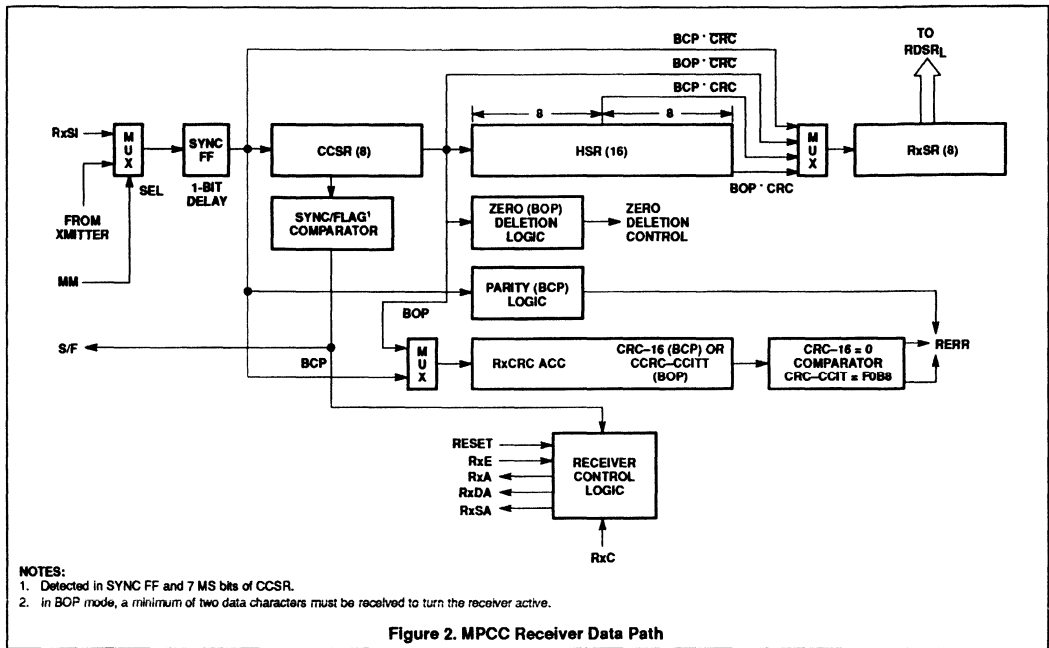 BCP · CRC
BOP · CRC
BCP · CRC
TO
RDSRL
8
8
RxSI
MUX
SYNC
FF
CCSR (8)
HSR (16)
MUX
RxSR (8)
SEL
1-BIT
DELAY
BOP · CRC
FROM
XMITTER
SYNC/FLAG¹
COMPARATOR
ZERO (BOP)
DELETION
LOGIC
ZERO
DELETION
CONTROL
MM
PARITY (BCP)
LOGIC
BOP
S/F
BCP
MUX
RxCRC ACC
CRC–16 (BCP) OR
CCRC–CCITT
(BOP)
CRC–16 = 0
COMPARATOR
CRC–CCIT = F0B8
RERR
RESET
RxE
RxA
RxDA
RxSA
RECEIVER
CONTROL
LOGIC
RxC
NOTES:
1. Detected in SYNC FF and 7 MS bits of CCSR.
2. In BOP mode, a minimum of two data characters must be received to turn the receiver active.
Figure 2. MPCC Receiver Data Path